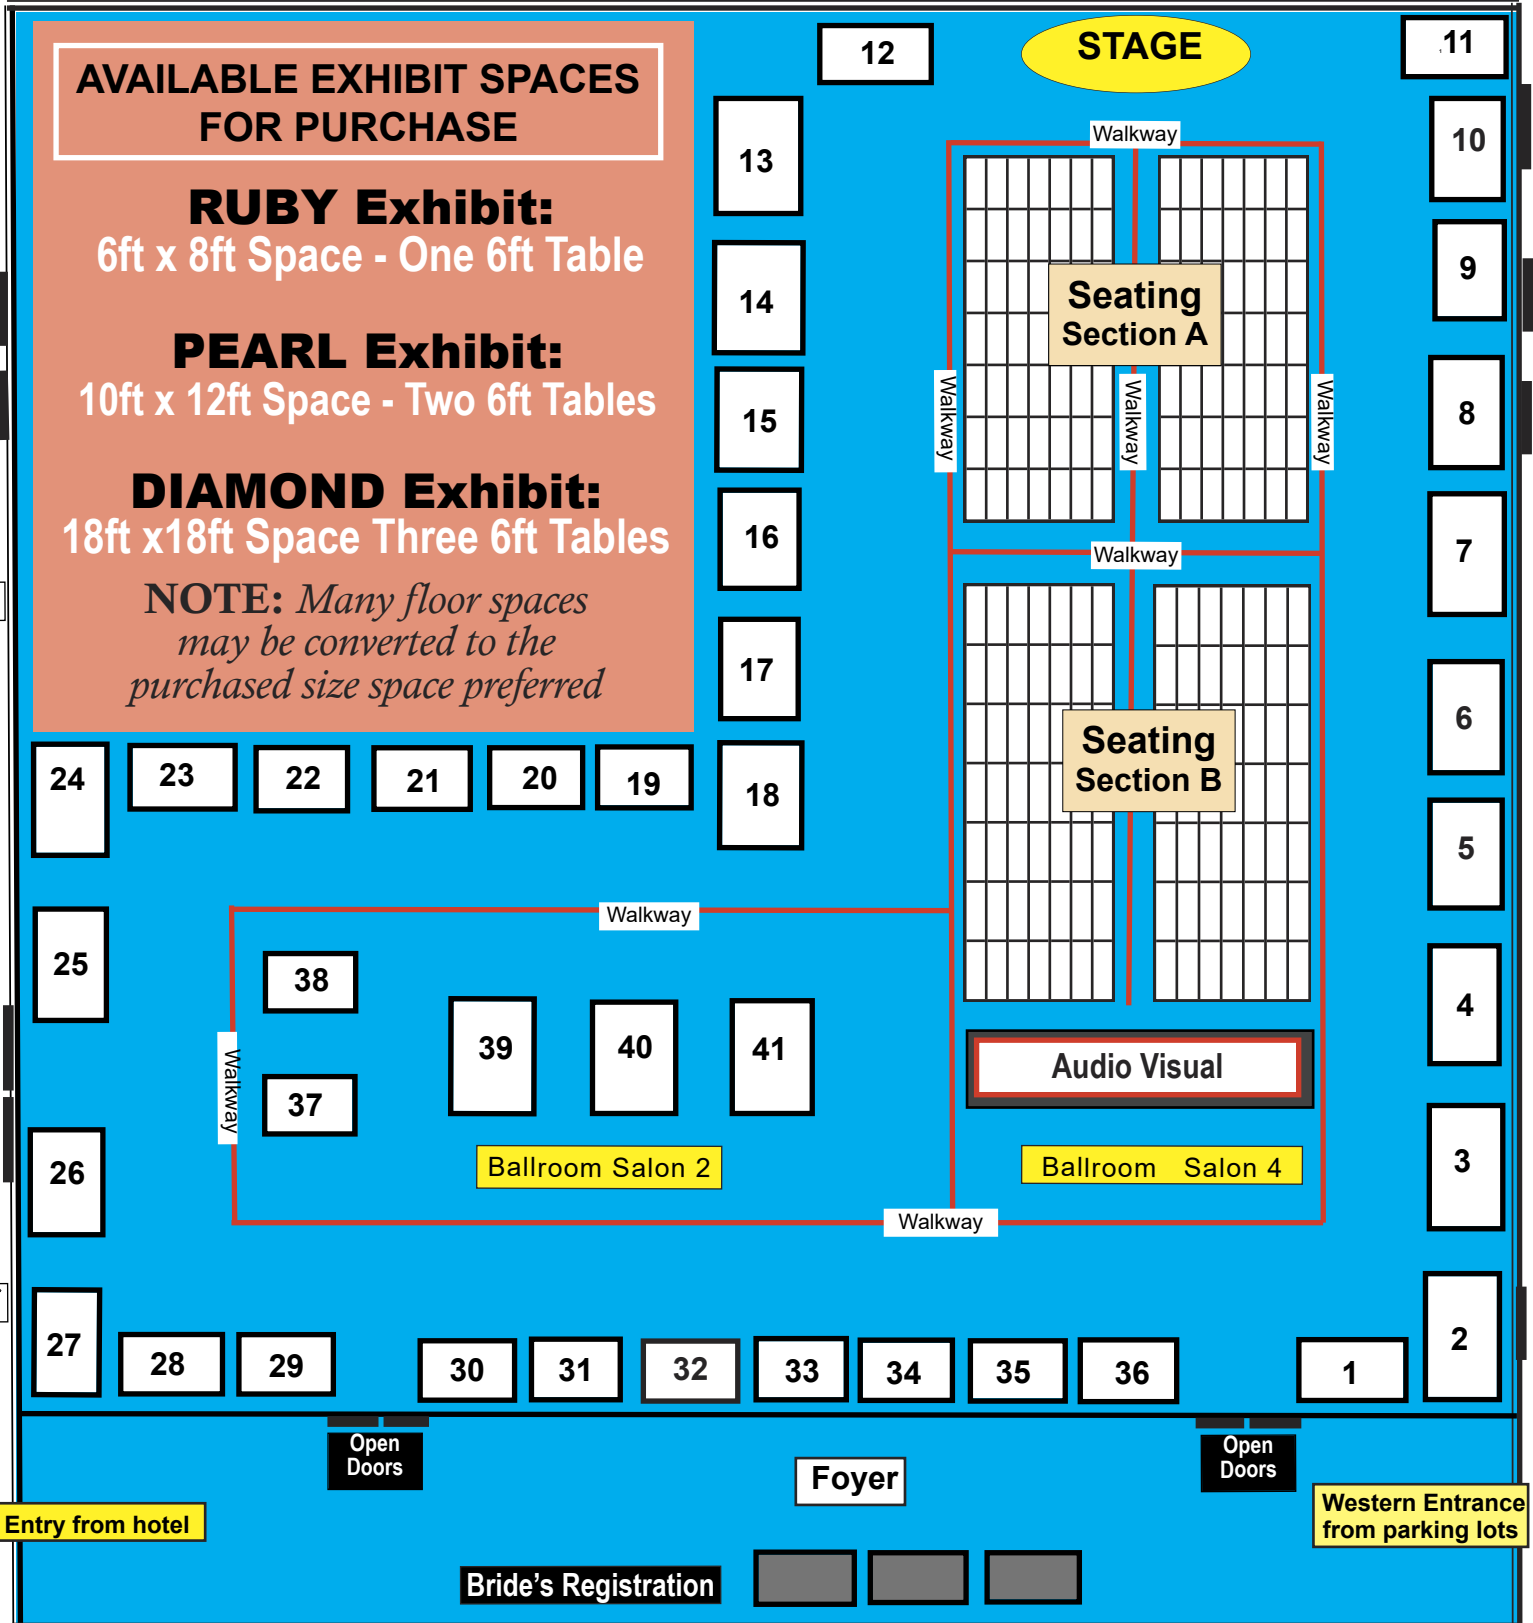 AVAILABLE EXHIBIT SPACES
FOR PURCHASE
RUBY Exhibit:
6ft x 8ft Space - One 6ft Table
PEARL Exhibit:
10ft x 12ft Space - Two 6ft Tables
DIAMOND Exhibit:
18ft x18ft Space Three 6ft Tables
NOTE: Many floor spaces
may be converted to the
purchased size space preferred
12
STAGE
11
13
Walkway
10
14
Seating
Section A
9
15
Walkway
Walkway
Walkway
8
16
Walkway
7
17
6
24
23
22
21
20
19
18
Seating
Section B
5
Walkway
25
38
4
39
40
41
Walkway
37
Audio Visual
26
Ballroom Salon 2
Ballroom Salon 4
3
Walkway
27
28
29
30
31
32
33
34
35
36
1
2
Open
Doors
Open
Doors
Foyer
Entry from hotel
Western Entrance
from parking lots
Bride's Registration